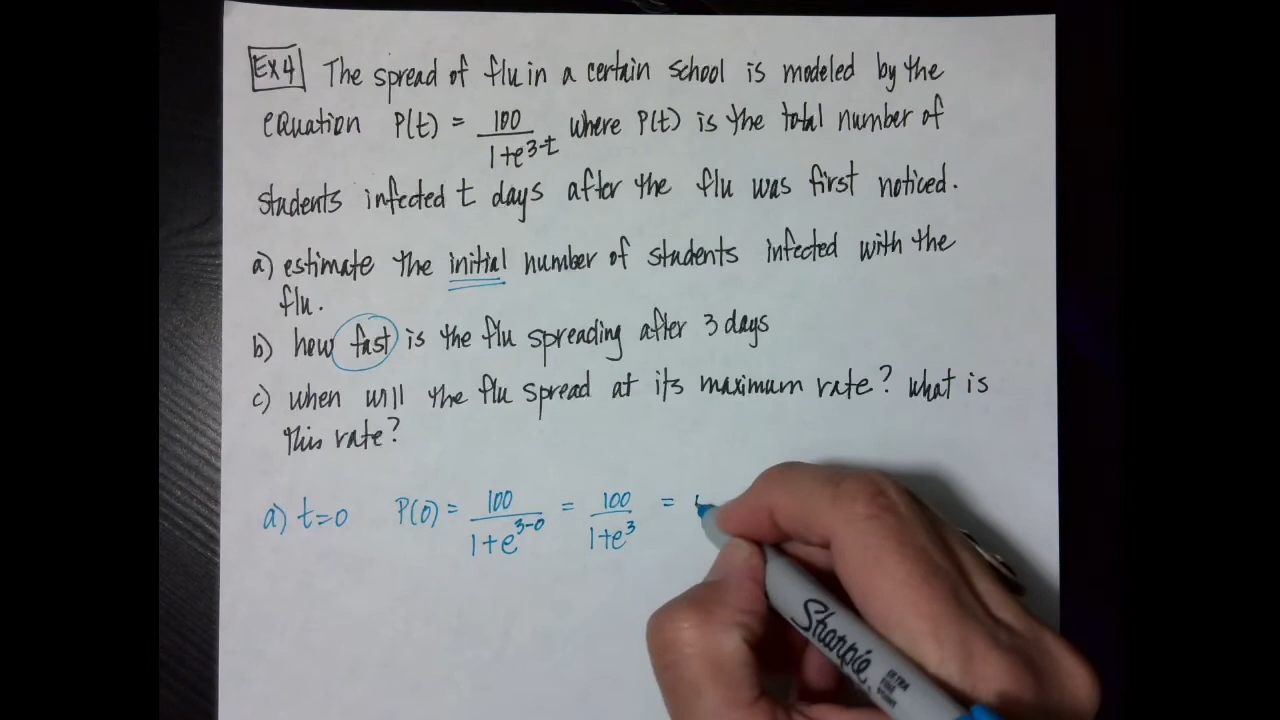 Ex4 The spread of flu in a certain school is modeled by the
equation P(t) = 100/(1+e^(3-t)) where P(t) is the total number of
students infected t days after the flu was first noticed.
a) estimate the initial number of students infected with the
flu.
b) how fast is the flu spreading after 3 days
c) when will the flu spread at its maximum rate? what is
this rate?
a) t=0 P(0) = 100/(1+e^(3-0)) = 100/(1+e^3) =
Sharpie
EXTRA
FINE
POINT